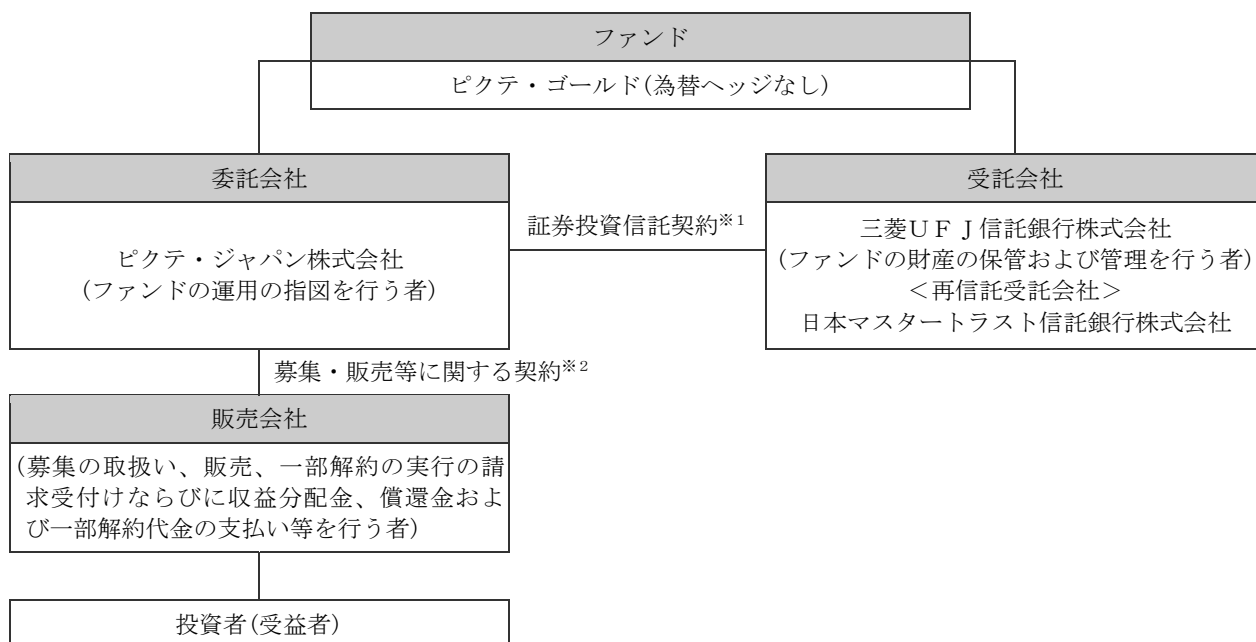 ファンド
ピクテ・ゴールド(為替ヘッジなし)
委託会社
ピクテ・ジャパン株式会社
(ファンドの運用の指図を行う者)
証券投資信託契約※1
受託会社
三菱UFJ信託銀行株式会社
(ファンドの財産の保管および管理を行う者)
<再信託受託会社>
日本マスタートラスト信託銀行株式会社
募集・販売等に関する契約※2
販売会社
(募集の取扱い、販売、一部解約の実行の請
求受付けならびに収益分配金、償還金およ
び一部解約代金の支払い等を行う者)
投資者(受益者)